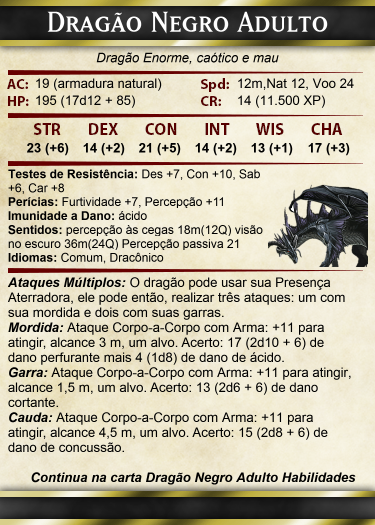 DRAGÃO NEGRO ADULTO
Dragão Enorme, caótico e mau
AC: 19 (armadura natural) Spd: 12m,Nat 12, Voo 24
HP: 195 (17d12 + 85) CR: 14 (11.500 XP)
STR DEX CON INT WIS CHA
23 (+6) 14 (+2) 21 (+5) 14 (+2) 13 (+1) 17 (+3)
Testes de Resistência: Des +7, Con +10, Sab
+6, Car +8
Perícias: Furtividade +7, Percepção +11
Imunidade a Dano: ácido
Sentidos: percepção às cegas 18m(12Q) visão
no escuro 36m(24Q) Percepção passiva 21
Idiomas: Comum, Dracônico
Ataques Múltiplos: O dragão pode usar sua Presença
Aterradora, ele pode então, realizar três ataques: um com
sua mordida e dois com suas garras.
Mordida: Ataque Corpo-a-Corpo com Arma: +11 para
atingir, alcance 3 m, um alvo. Acerto: 17 (2d10 + 6) de
dano perfurante mais 4 (1d8) de dano de ácido.
Garra: Ataque Corpo-a-Corpo com Arma: +11 para atingir,
alcance 1,5 m, um alvo. Acerto: 13 (2d6 + 6) de dano
cortante.
Cauda: Ataque Corpo-a-Corpo com Arma: +11 para
atingir, alcance 4,5 m, um alvo. Acerto: 15 (2d8 + 6) de
dano de concussão.
Continua na carta Dragão Negro Adulto Habilidades